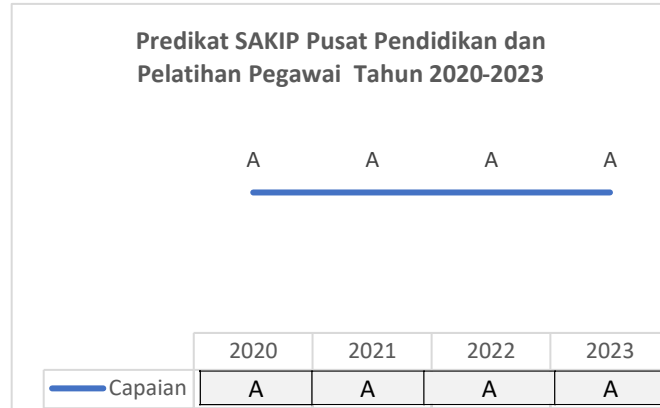 Predikat SAKIP Pusat Pendidikan dan
Pelatihan Pegawai Tahun 2020-2023
A A A A
2020 2021 2022 2023
Capaian A A A A